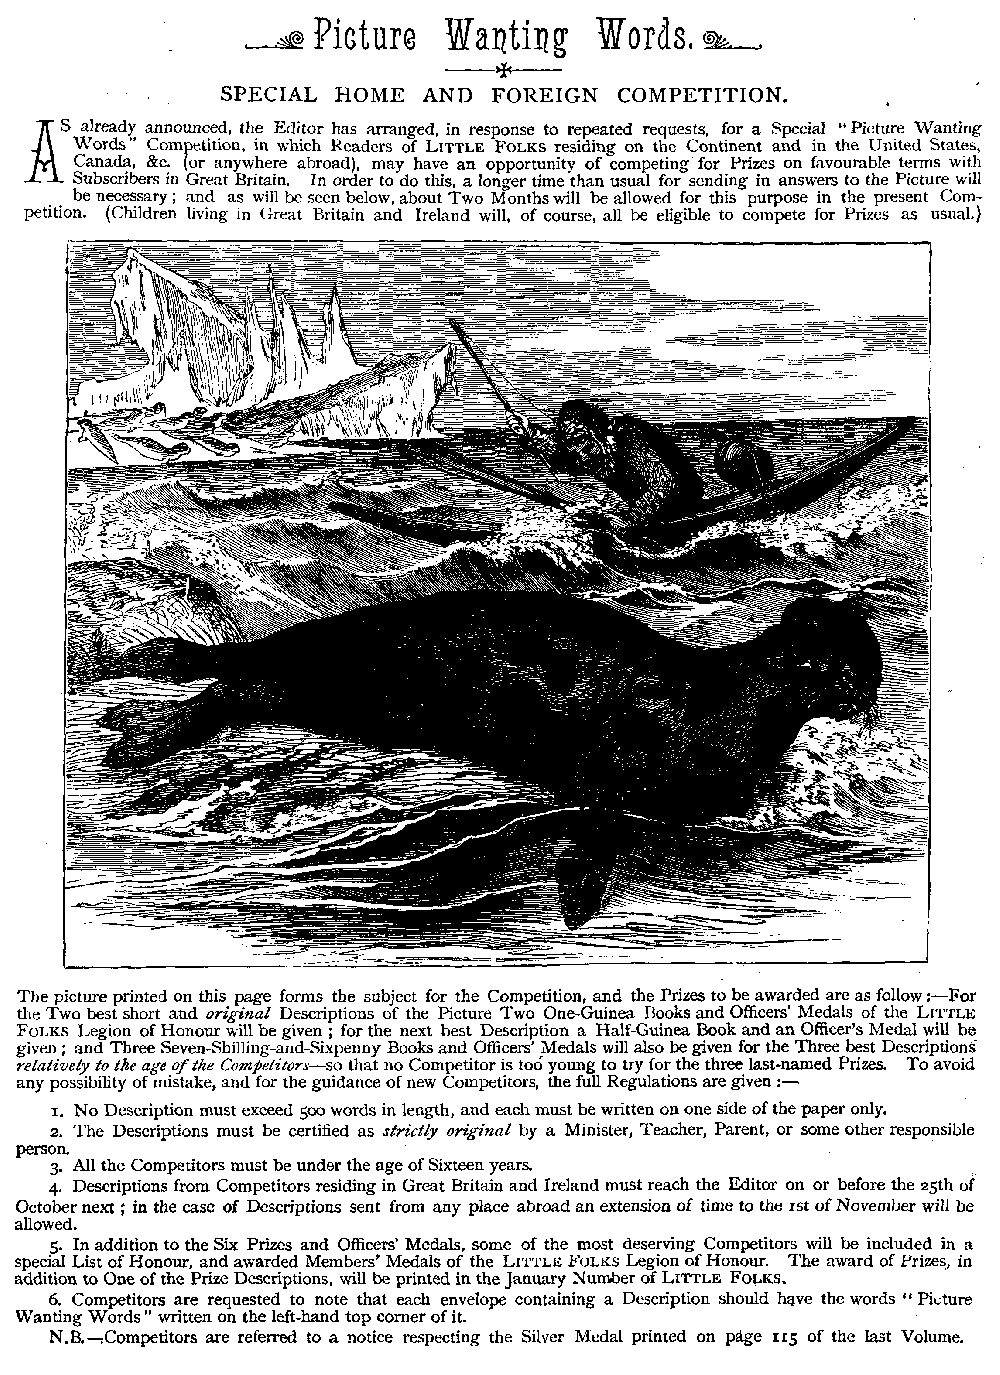 Picture Wanting Words.
SPECIAL HOME AND FOREIGN COMPETITION.
AS already announced, the Editor has arranged, in response to repeated requests, for a Special "Picture Wanting
Words" Competition, in which Readers of LITTLE FOLKS residing on the Continent and in the United States,
Canada, &c. (or anywhere abroad), may have an opportunity of competing for Prizes on favourable terms with
Subscribers in Great Britain. In order to do this, a longer time than usual for sending in answers to the Picture will
be necessary; and as will be seen below, about Two Months will be allowed for this purpose in the present Com-
petition. (Children living in Great Britain and Ireland will, of course, all be eligible to compete for Prizes as usual.)
The picture printed on this page forms the subject for the Competition, and the Prizes to be awarded are as follow:—For
the Two best short and original Descriptions of the Picture Two One-Guinea Books and Officers' Medals of the LITTLE
FOLKS Legion of Honour will be given; for the next best Description a Half-Guinea Book and an Officer's Medal will be
given; and Three Seven-Shilling-and-Sixpenny Books and Officers' Medals will also be given for the Three best Descriptions
relatively to the age of the Competitors—so that no Competitor is too young to try for the three last-named Prizes. To avoid
any possibility of mistake, and for the guidance of new Competitors, the full Regulations are given:—
1. No Description must exceed 500 words in length, and each must be written on one side of the paper only.
2. The Descriptions must be certified as strictly original by a Minister, Teacher, Parent, or some other responsible
person.
3. All the Competitors must be under the age of Sixteen years.
4. Descriptions from Competitors residing in Great Britain and Ireland must reach the Editor on or before the 25th of
October next; in the case of Descriptions sent from any place abroad an extension of time to the 1st of November will be
allowed.
5. In addition to the Six Prizes and Officers' Medals, some of the most deserving Competitors will be included in a
special List of Honour, and awarded Members' Medals of the LITTLE FOLKS Legion of Honour. The award of Prizes, in
addition to One of the Prize Descriptions, will be printed in the January Number of LITTLE FOLKS.
6. Competitors are requested to note that each envelope containing a Description should have the words "Picture
Wanting Words" written on the left-hand top corner of it.
N.B.—Competitors are referred to a notice respecting the Silver Medal printed on page 115 of the last Volume.